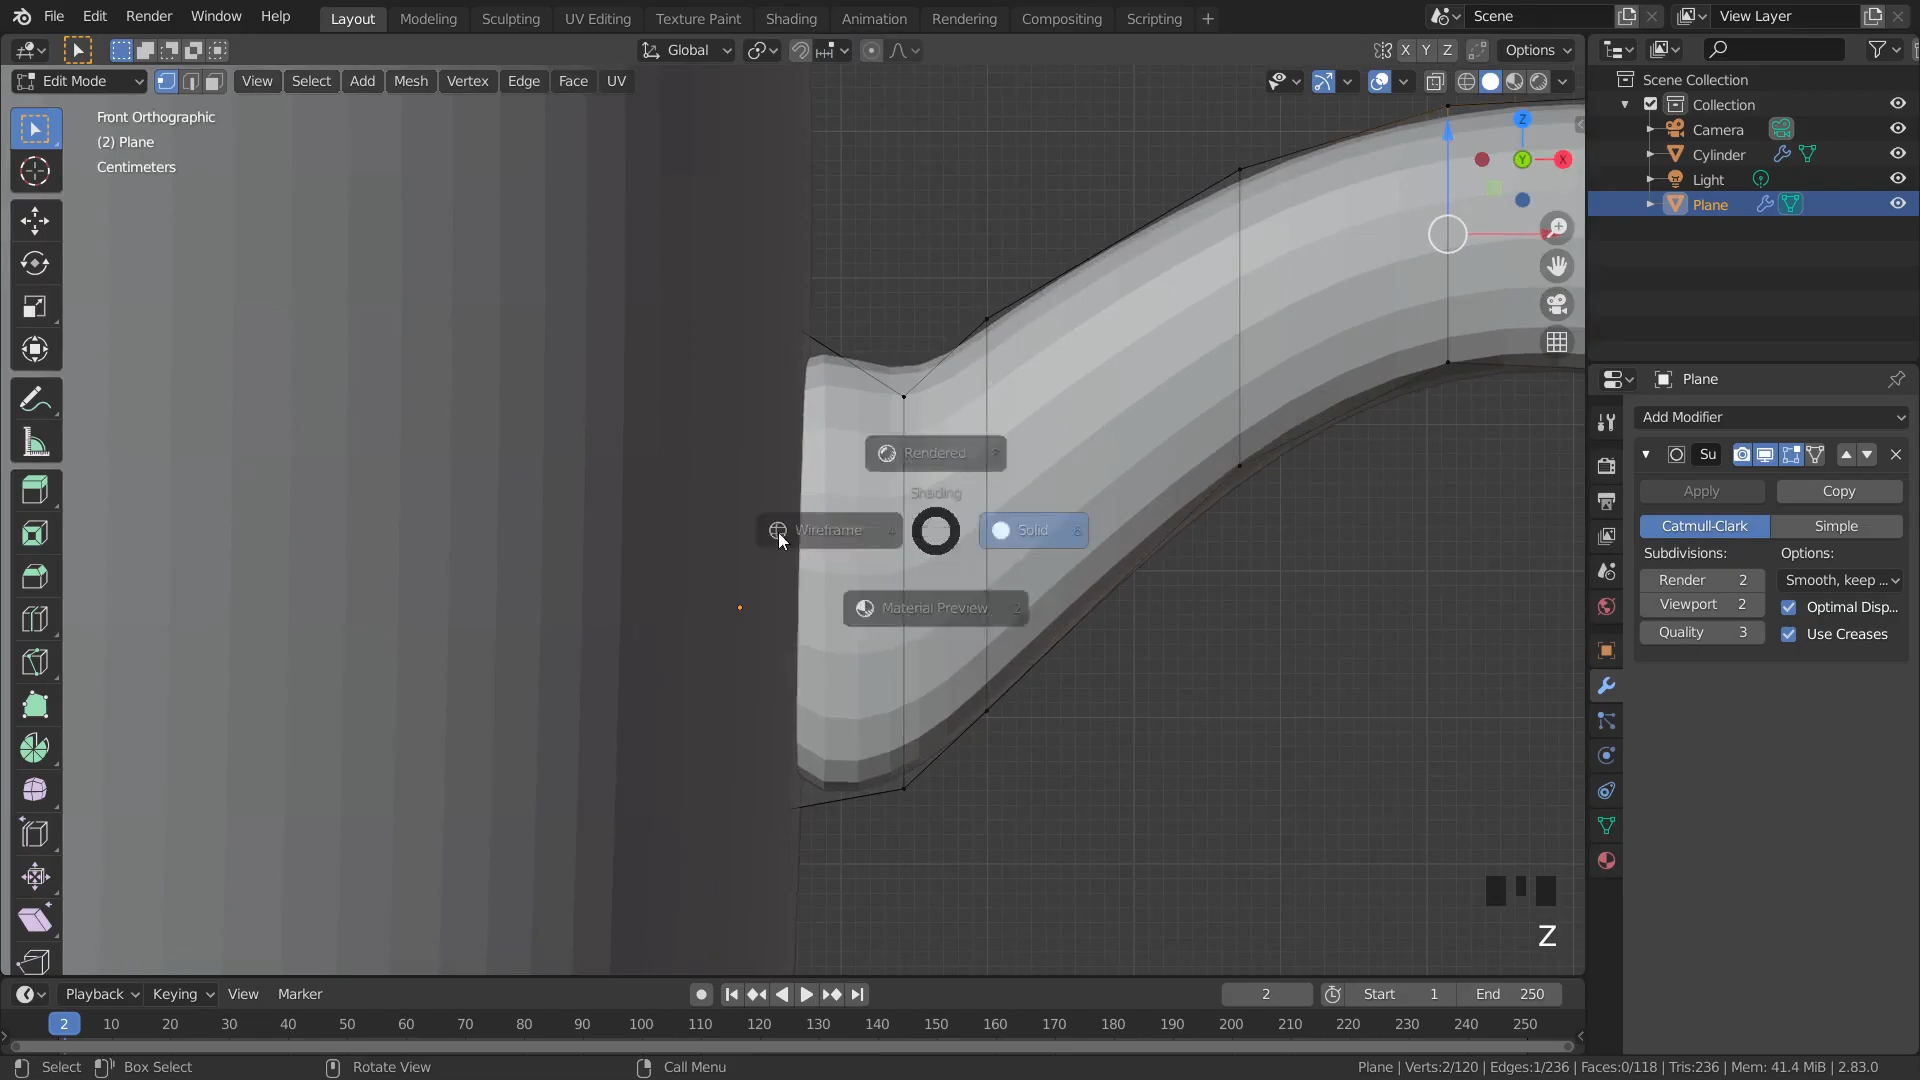 File Edit Render Window Help Layout Modeling Sculpting UV Editing Texture Paint Shading Animation Rendering Compositing Scripting + Scene View Layer
Global X Y Z Options
Edit Mode View Select Add Mesh Vertex Edge Face UV
Scene Collection
Collection
Camera
Cylinder
Light
Plane
Front Orthographic
(2) Plane
Centimeters
Z
Y
X
Rendered
Shading
Wireframe 4 Solid 6
Material Preview 2
Plane
Add Modifier
Su
Apply Copy
Catmull-Clark Simple
Subdivisions: Options:
Render 2 Smooth, keep ...
Viewport 2 Optimal Disp...
Quality 3 Use Creases
Z
Playback Keying View Marker 2 Start 1 End 250
2 10 20 30 40 50 60 70 80 90 100 110 120 130 140 150 160 170 180 190 200 210 220 230 240 250
Select Box Select Rotate View Call Menu Plane | Verts:2/120 | Edges:1/236 | Faces:0/118 | Tris:236 | Mem: 41.4 MiB | 2.83.0